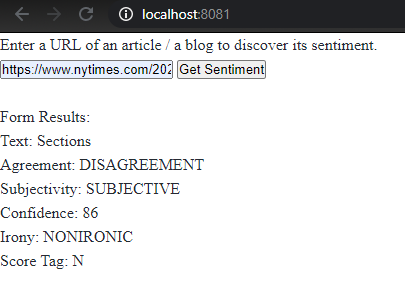 localhost:8081
Enter a URL of an article / a blog to discover its sentiment.
https://www.nytimes.com/202 Get Sentiment
Form Results:
Text: Sections
Agreement: DISAGREEMENT
Subjectivity: SUBJECTIVE
Confidence: 86
Irony: NONIRONIC
Score Tag: N